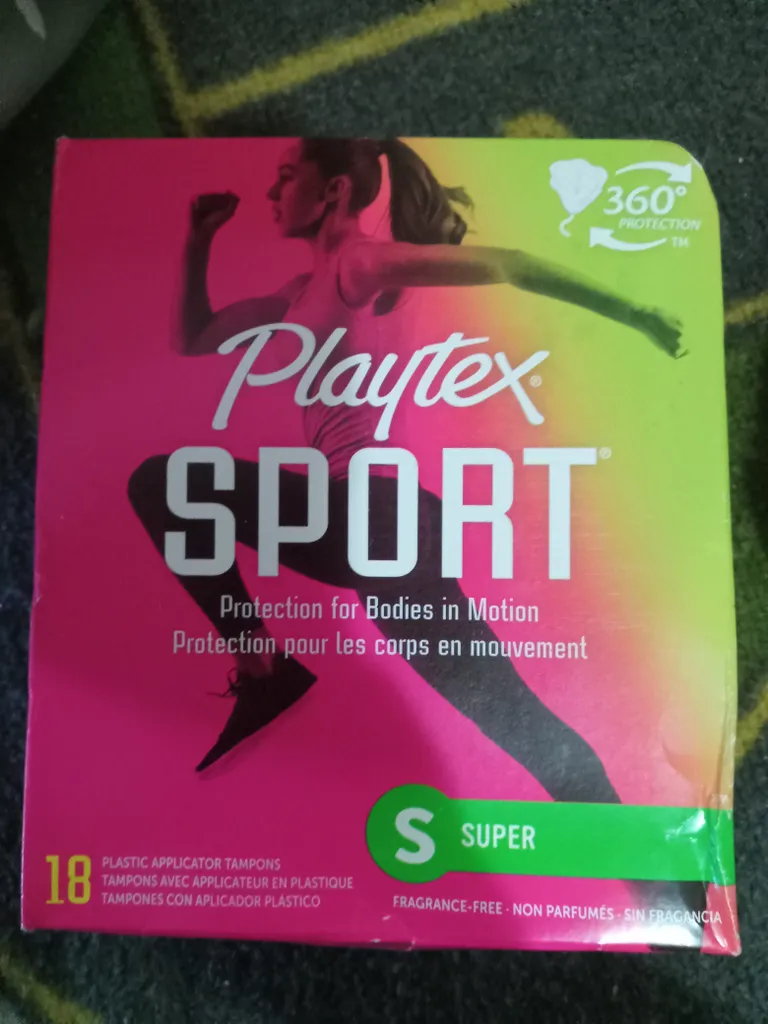 360°
PROTECTION
™
Playtex®
SPORT®
Protection for Bodies in Motion
Protection pour les corps en mouvement
S SUPER
18 PLASTIC APPLICATOR TAMPONS
TAMPONS AVEC APPLICATEUR EN PLASTIQUE
TAMPONES CON APLICADOR PLÁSTICO
FRAGRANCE-FREE · NON PARFUMÉS · SIN FRAGANCIA